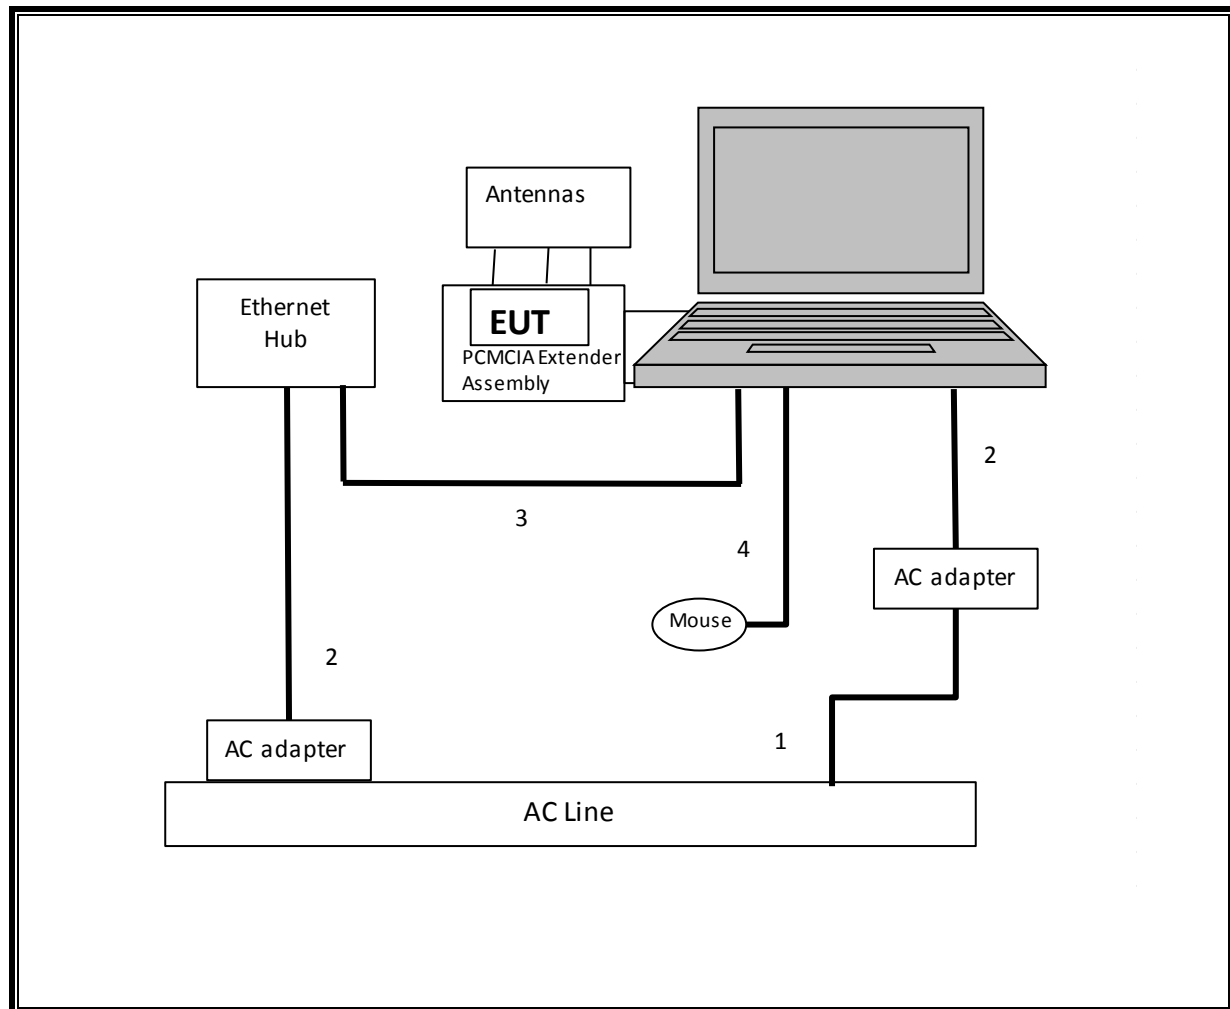 Antennas
Ethernet
Hub
EUT
PCMCIA Extender
Assembly
2
3
4
AC adapter
Mouse
2
1
AC adapter
AC Line